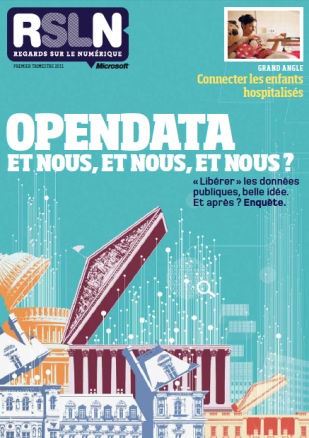 RSLN
REGARDS SUR LE NUMÉRIQUE
PREMIER TRIMESTRE 2011
Microsoft
GRAND ANGLE
Connecter les enfants
hospitalisés
OPENDATA
ET NOUS, ET NOUS, ET NOUS ?
« Libérer » les données
publiques, belle idée.
Et après ? Enquête.